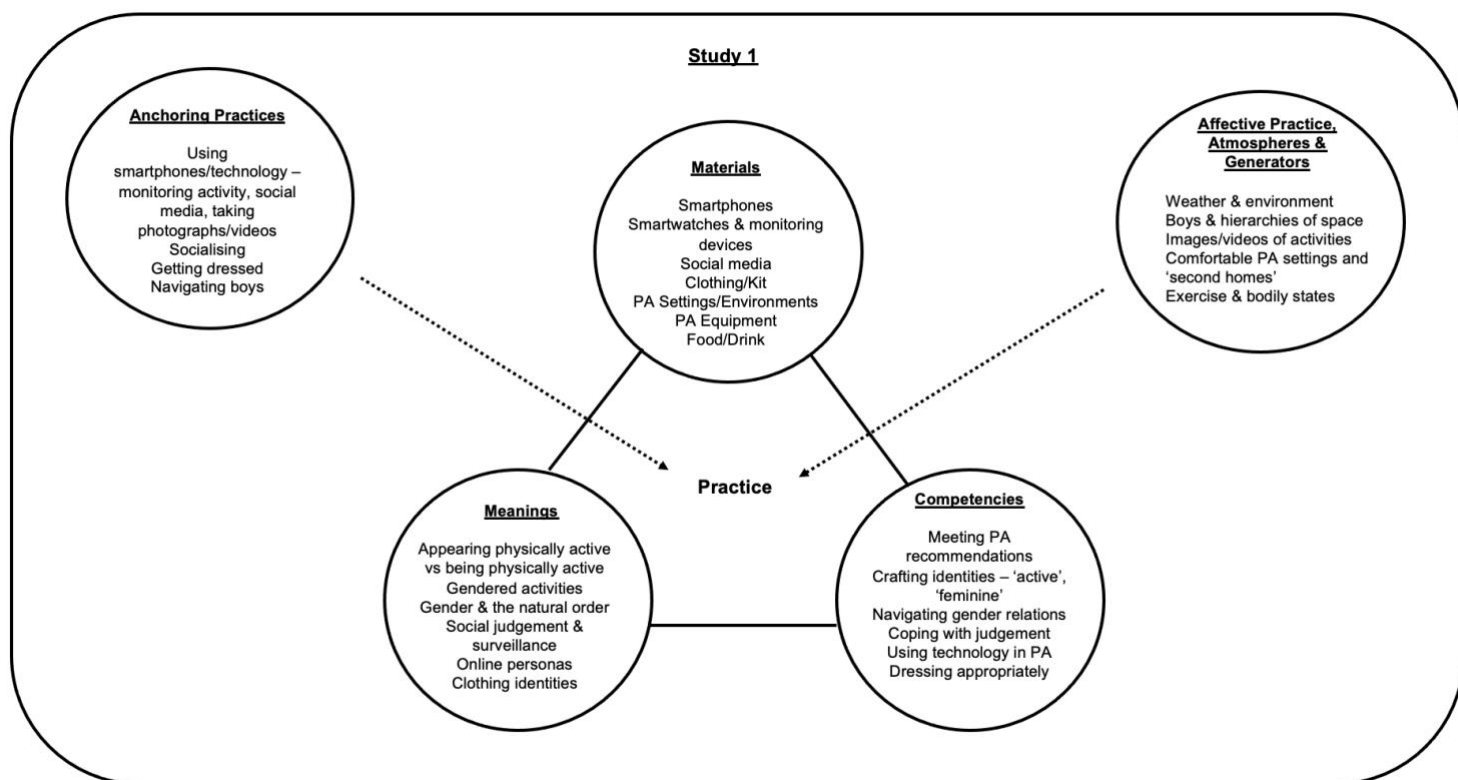 Study 1
Anchoring Practices
Using
smartphones/technology –
monitoring activity, social
media, taking
photographs/videos
Socialising
Getting dressed
Navigating boys
Materials
Smartphones
Smartwatches & monitoring
devices
Social media
Clothing/Kit
PA Settings/Environments
PA Equipment
Food/Drink
Affective Practice,
Atmospheres &
Generators
Weather & environment
Boys & hierarchies of space
Images/videos of activities
Comfortable PA settings and
‘second homes’
Exercise & bodily states
Practice
Meanings
Appearing physically active
vs being physically active
Gendered activities
Gender & the natural order
Social judgement &
surveillance
Online personas
Clothing identities
Competencies
Meeting PA
recommendations
Crafting identities – ‘active’,
‘feminine’
Navigating gender relations
Coping with judgement
Using technology in PA
Dressing appropriately